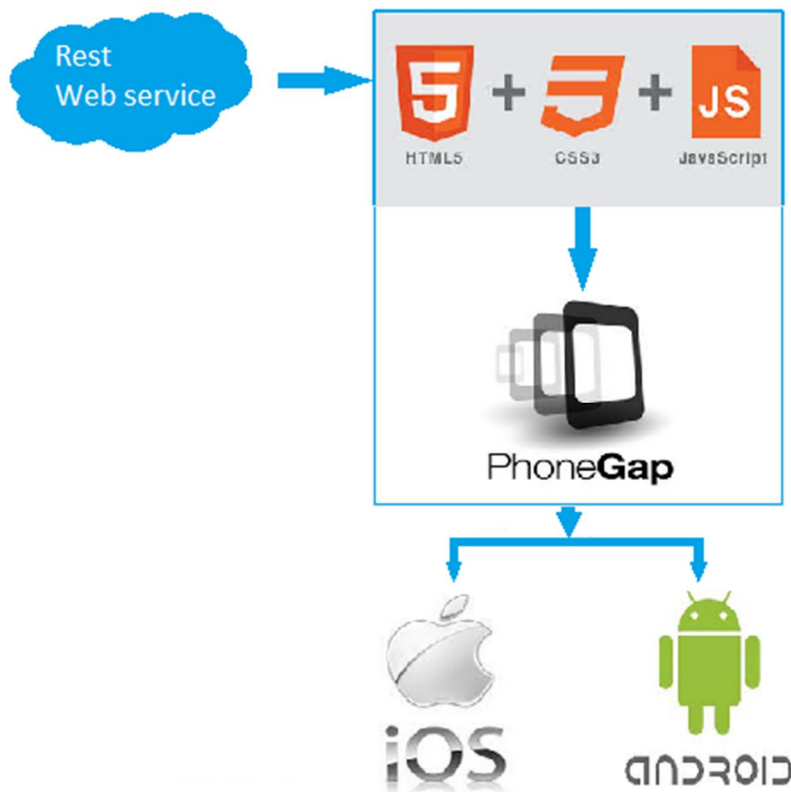 Rest
Web service
5 + 3 + JS
HTML5 CSS3 JavaScript
PhoneGap
iOS ANDROID